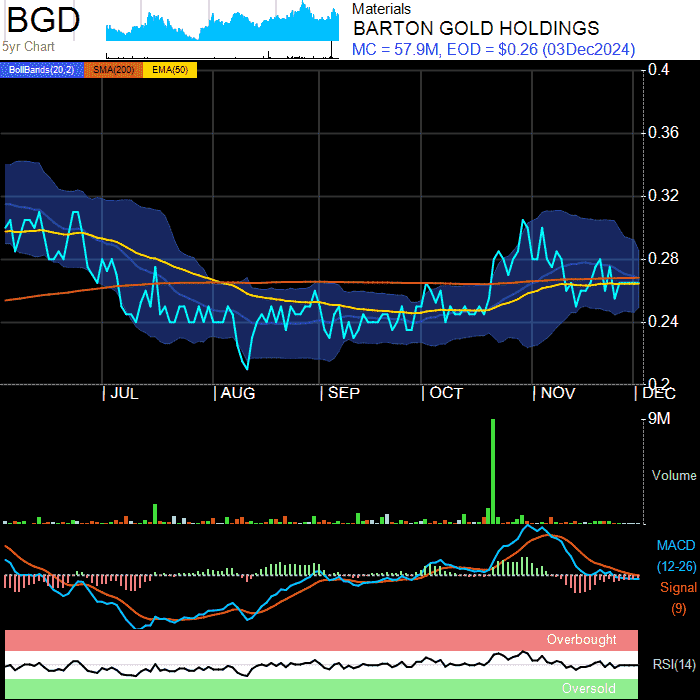 BGD
5yr Chart
Materials
BARTON GOLD HOLDINGS
MC = 57.9M, EOD = $0.26 (03Dec2024)
BollBands(20,2) SMA(200) EMA(50)
0.4
0.36
0.32
0.28
0.24
0.2
JUL AUG SEP OCT NOV DEC
9M
Volume
MACD
(12-26)
Signal
(9)
Overbought
RSI(14)
Oversold